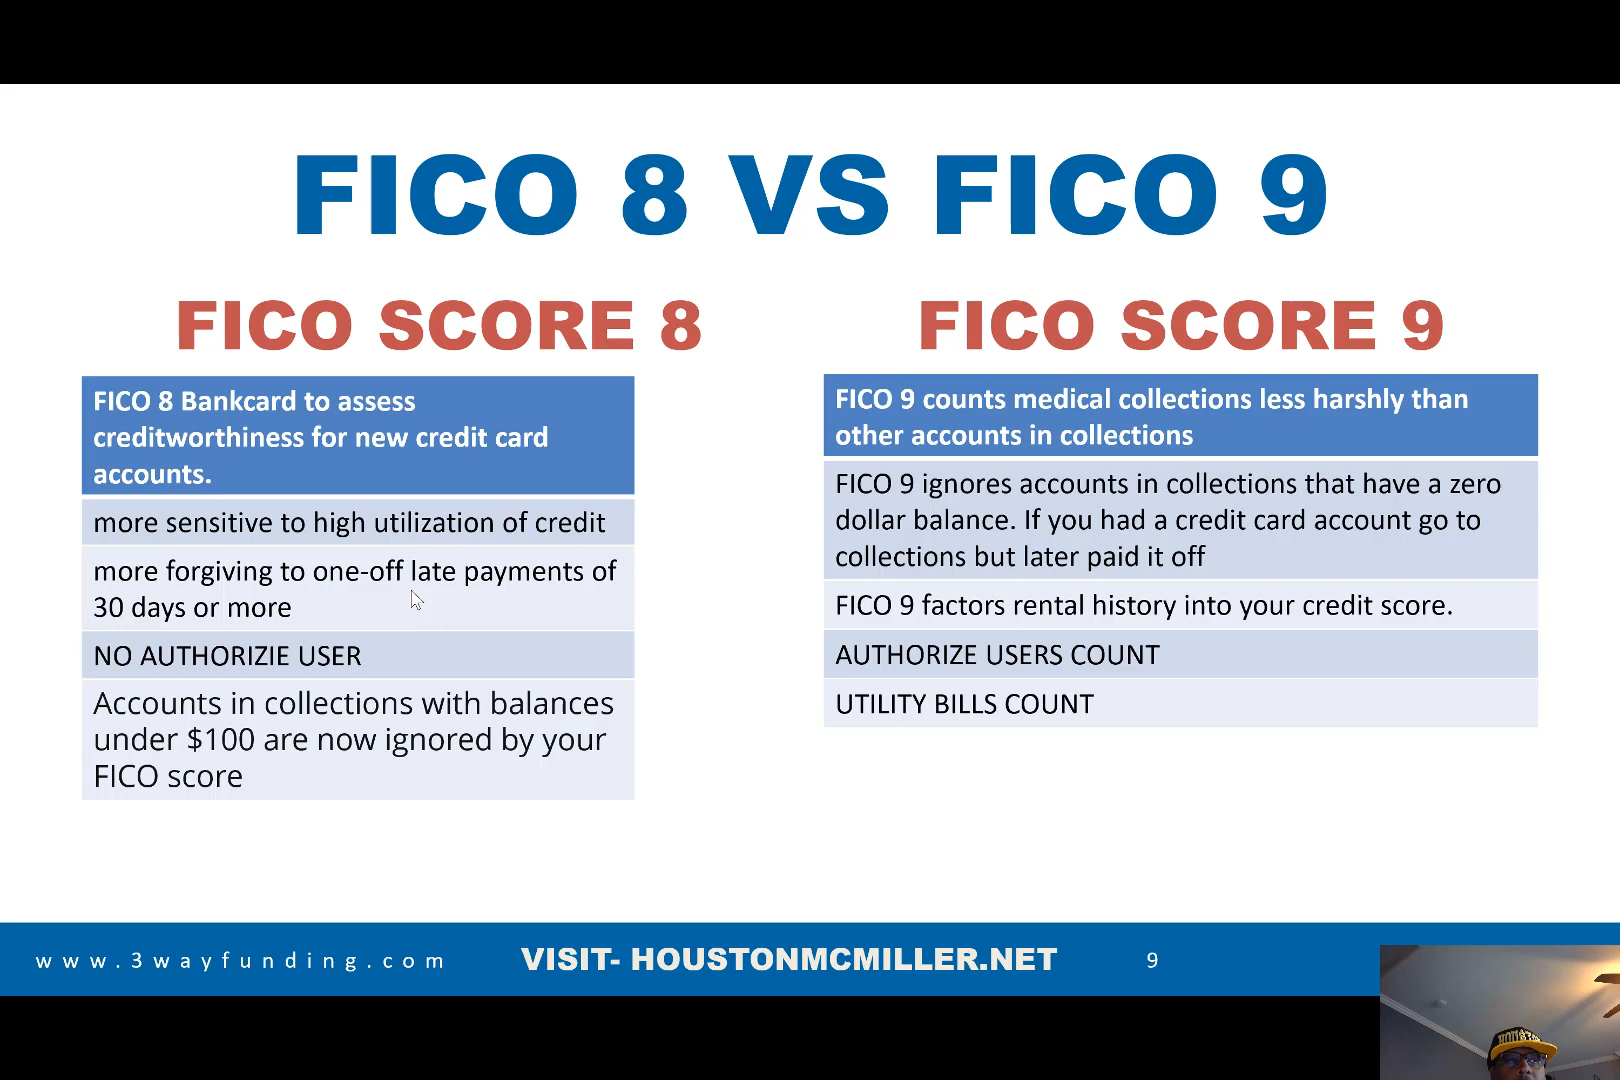 FICO 8 VS FICO 9
FICO SCORE 8
FICO 8 Bankcard to assess
creditworthiness for new credit card
accounts.
more sensitive to high utilization of credit
more forgiving to one-off late payments of
30 days or more
NO AUTHORIZIE USER
Accounts in collections with balances
under $100 are now ignored by your
FICO score
FICO SCORE 9
FICO 9 counts medical collections less harshly than
other accounts in collections
FICO 9 ignores accounts in collections that have a zero
dollar balance. If you had a credit card account go to
collections but later paid it off
FICO 9 factors rental history into your credit score.
AUTHORIZE USERS COUNT
UTILITY BILLS COUNT
www.3wayfunding.com
VISIT- HOUSTONMCMILLER.NET
9